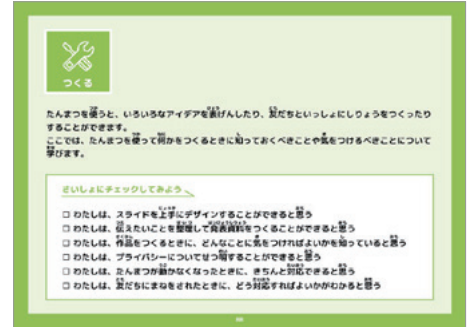 つくる
たんまつを使うと、いろいろなアイデアを表げんしたり、友だちといっしょにしりょうをつくったり
することができます。
ここでは、たんまつを使って何かをつくるときに知っておくべきことや気をつけるべきことについて
学びます。
さいしょにチェックしてみよう
□ わたしは、スライドを上手にデザインすることができると思う
□ わたしは、伝えたいことを整理して発表資料をつくることができると思う
□ わたしは、作品をつくるときに、どんなことに気をつければよいかを知っていると思う
□ わたしは、プライバシーについてせつ明することができると思う
□ わたしは、たんまつが動かなくなったときに、きちんと対応できると思う
□ わたしは、友だちにまねをされたときに、どう対応すればよいかがわかると思う